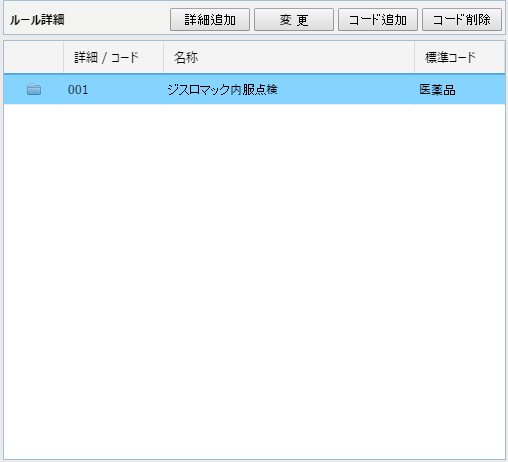 ルール詳細 詳細追加 変 更 コード追加 コード削除
詳細 / コード 名称 標準コード
001 ジスロマック内服点検 医薬品